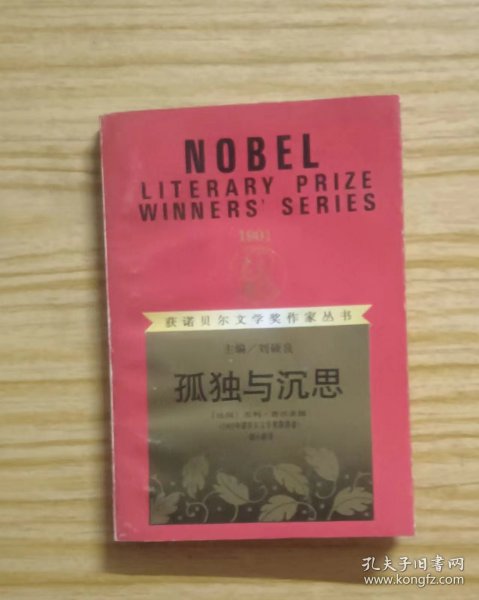 NOBEL
LITERARY PRIZE
WINNERS' SERIES
1901
获诺贝尔文学奖作家丛书
主编／刘硕良
孤独与沉思
孔夫子旧书网
www.kongfz.com